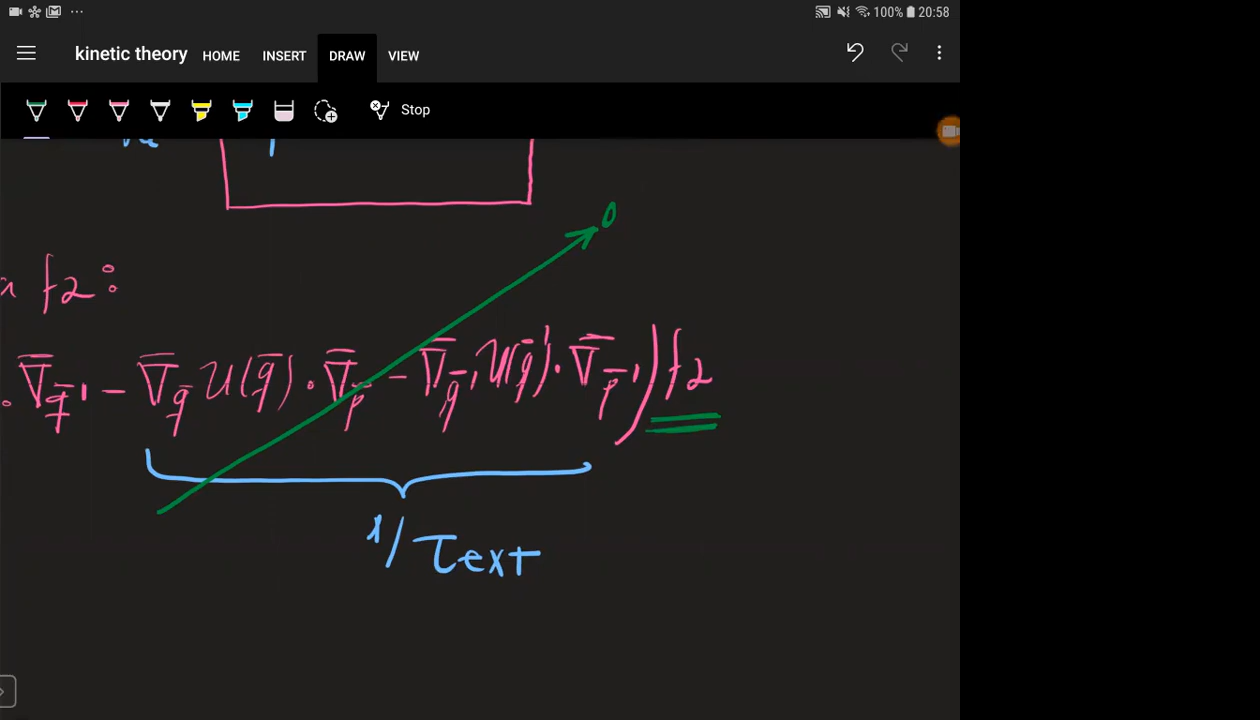 100% 20:58
kinetic theory HOME INSERT DRAW VIEW
Stop
f2:
. ∇̄q̄' − ∇̄q̄ U(q̄) · ∇̄p̄ − ∇̄q̄' U(q̄') · ∇̄p̄' ) f2
0
1/τext